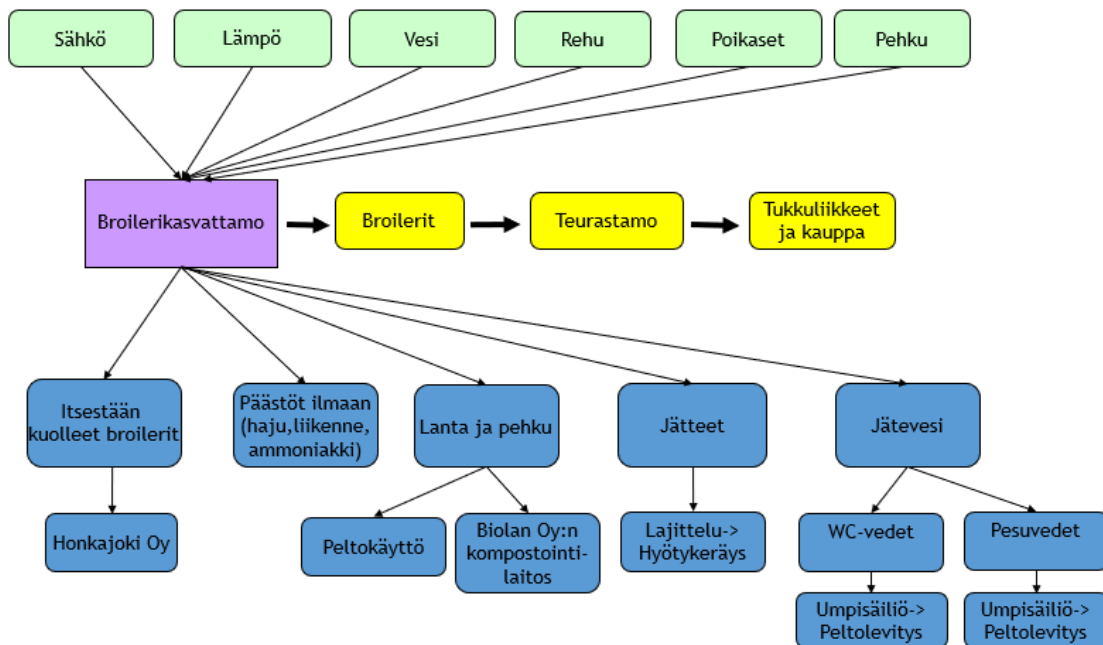 Sähkö
Lämpö
Vesi
Rehu
Poikaset
Pehku
Broilerikasvattamo
Broilerit
Teurastamo
Tukkuliikkeet
ja kauppa
Itsestään
kuolleet broilerit
Päästöt ilmaan
(haju,liikenne,
ammoniakki)
Lanta ja pehku
Jätteet
Jätevesi
Honkajoki Oy
Peltokäyttö
Biolan Oy:n
kompostointi-
laitos
Lajittelu->
Hyötykeräys
WC-vedet
Pesuvedet
Umpisäiliö->
Peltolevitys
Umpisäiliö->
Peltolevitys